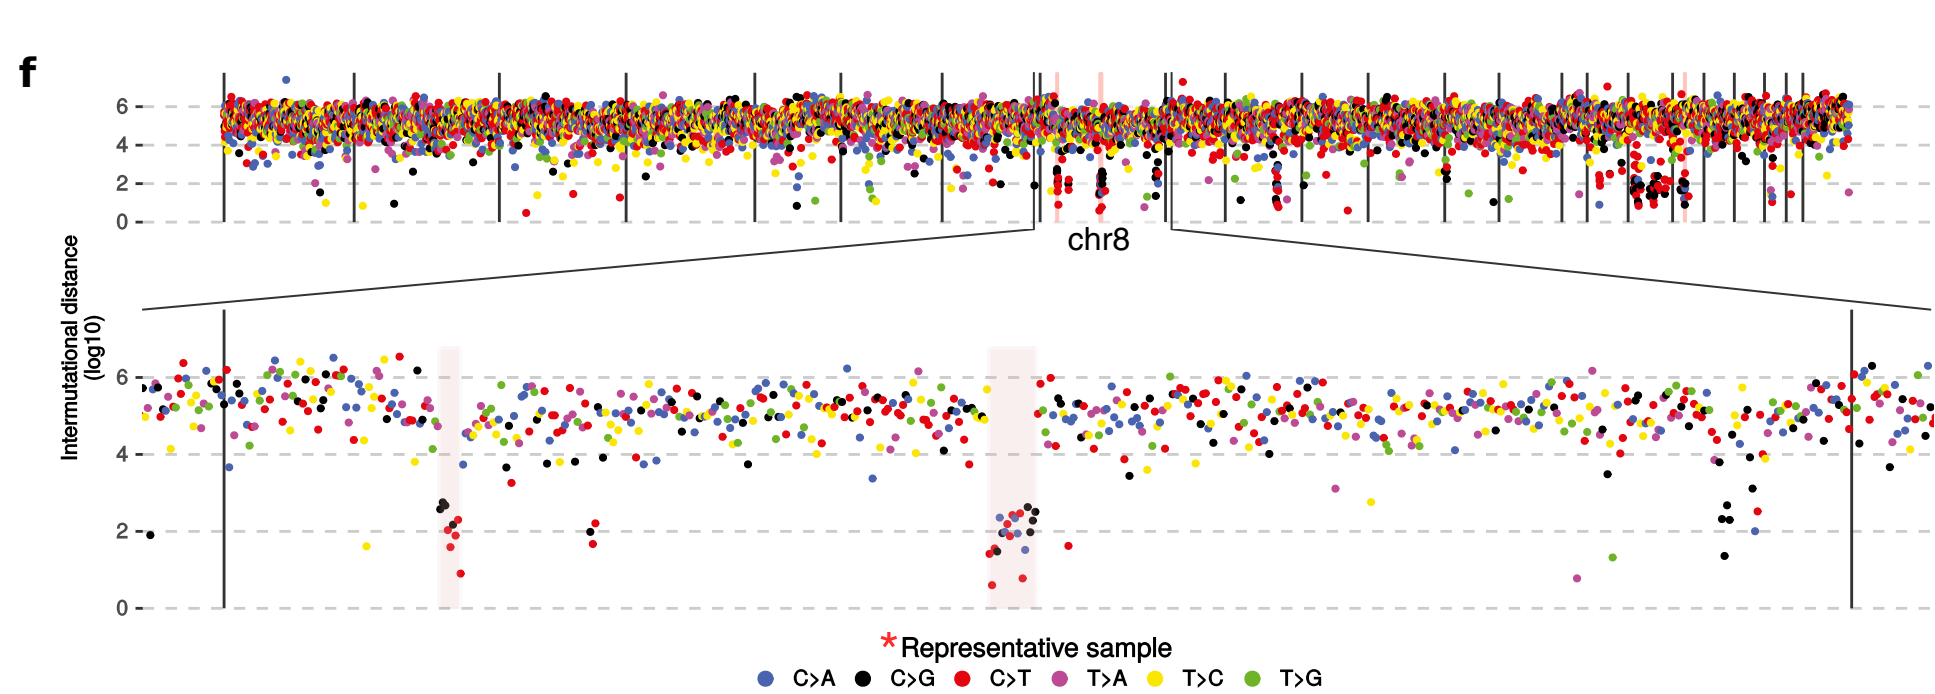 f
6
4
2
0
chr8
Intermutational distance
(log10)
6
4
2
0
*Representative sample
C>A C>G C>T T>A T>C T>G